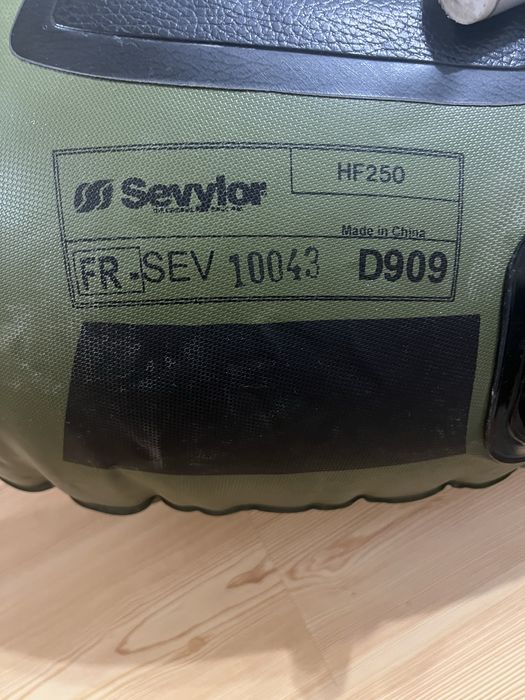 Sevylor
HF250
Made in China
FR-SEV 10043 D909